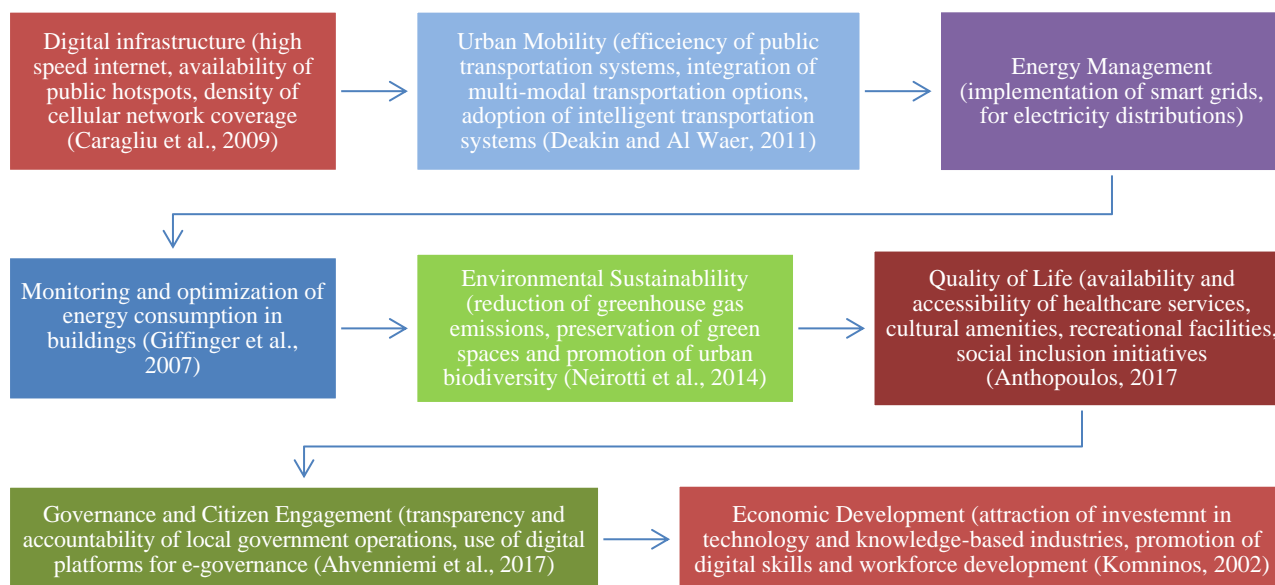 Digital infrastructure (high
speed internet, availability of
public hotspots, density of
cellular network coverage
(Caragliu et al., 2009)
Urban Mobility (efficeiency of public
transportation systems, integration of
multi-modal transportation options,
adoption of intelligent transportation
systems (Deakin and Al Waer, 2011)
Energy Management
(implementation of smart grids,
for electricity distributions)
Monitoring and optimization of
energy consumption in
buildings (Giffinger et al.,
2007)
Environmental Sustainablility
(reduction of greenhouse gas
emissions, preservation of green
spaces and promotion of urban
biodiversity (Neirotti et al., 2014)
Quality of Life (availability and
accessibility of healthcare services,
cultural amenities, recreational facilities,
social inclusion initiatives
(Anthopoulos, 2017
Governance and Citizen Engagement (transparency and
accountability of local government operations, use of digital
platforms for e-governance (Ahvenniemi et al., 2017)
Economic Development (attraction of investemnt in
technology and knowledge-based industries, promotion of
digital skills and workforce development (Komninos, 2002)